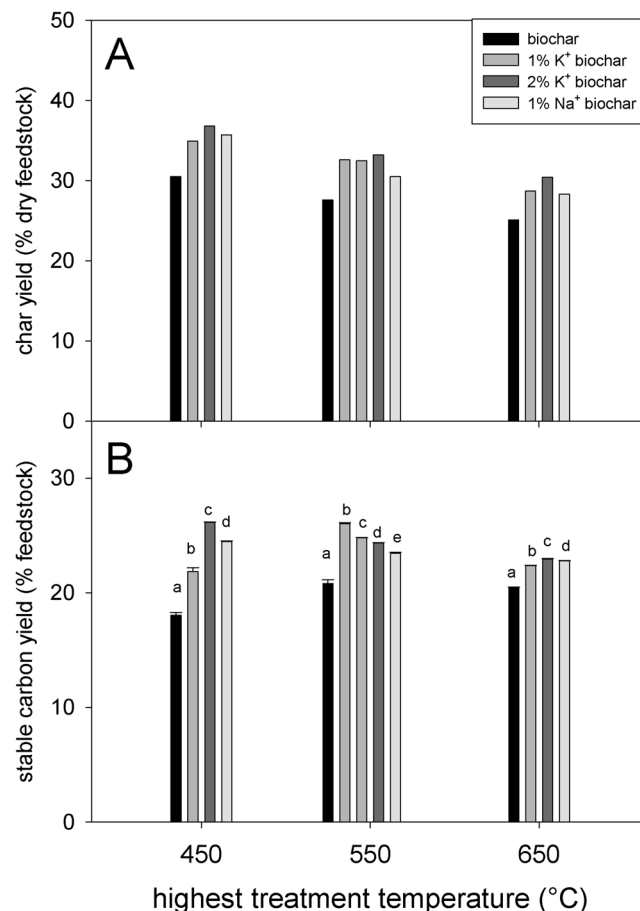 50
40
30
20
10
0
char yield (% dry feedstock)
A
biochar
1% K⁺ biochar
2% K⁺ biochar
1% Na⁺ biochar
30
20
10
0
stable carbon yield (% feedstock)
B
a
b
c
d
a
b
c
d
e
a
b
c
d
450
550
650
highest treatment temperature (°C)